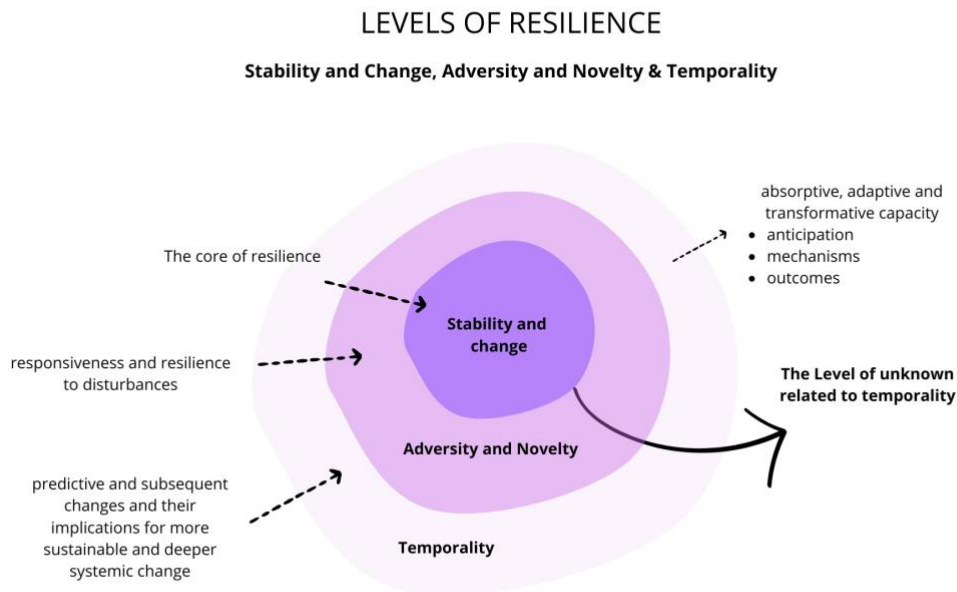 LEVELS OF RESILIENCE
Stability and Change, Adversity and Novelty & Temporality
absorptive, adaptive and
transformative capacity
• anticipation
• mechanisms
• outcomes
The core of resilience
Stability and
change
responsiveness and resilience
to disturbances
The Level of unknown
related to temporality
Adversity and Novelty
predictive and subsequent
changes and their
implications for more
sustainable and deeper
systemic change
Temporality